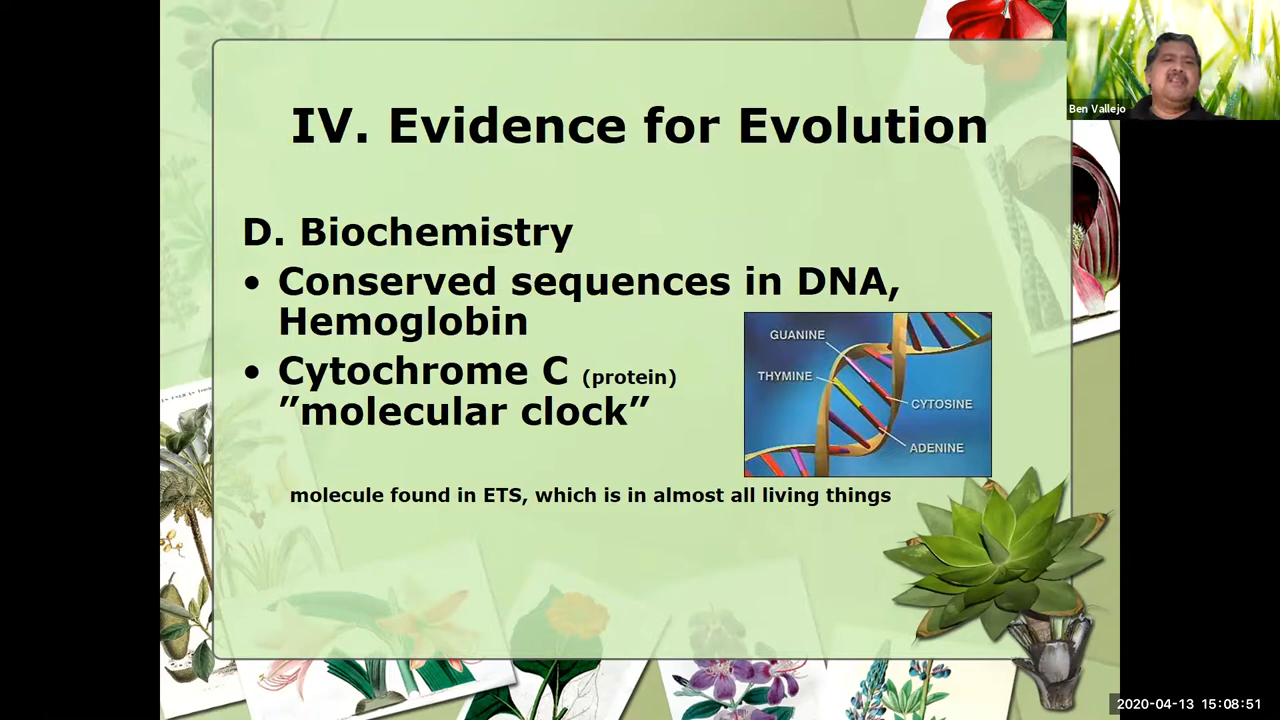 IV. Evidence for Evolution
Ben Vallejo
D. Biochemistry
• Conserved sequences in DNA,
Hemoglobin
• Cytochrome C (protein)
”molecular clock”
GUANINE
THYMINE
CYTOSINE
ADENINE
molecule found in ETS, which is in almost all living things
2020-04-13 15:08:51